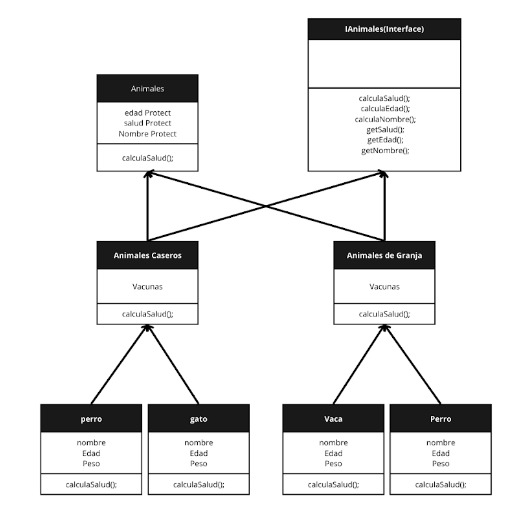 IAnimales(Interface)
calculaSalud();
calculaEdad();
calculaNombre();
getSalud();
getEdad();
getNombre();
Animales
edad Protect
salud Protect
Nombre Protect
calculaSalud();
Animales Caseros
Vacunas
calculaSalud();
Animales de Granja
Vacunas
calculaSalud();
perro
nombre
Edad
Peso
calculaSalud();
gato
nombre
Edad
Peso
calculaSalud();
Vaca
nombre
Edad
Peso
calculaSalud();
Perro
nombre
Edad
Peso
calculaSalud();